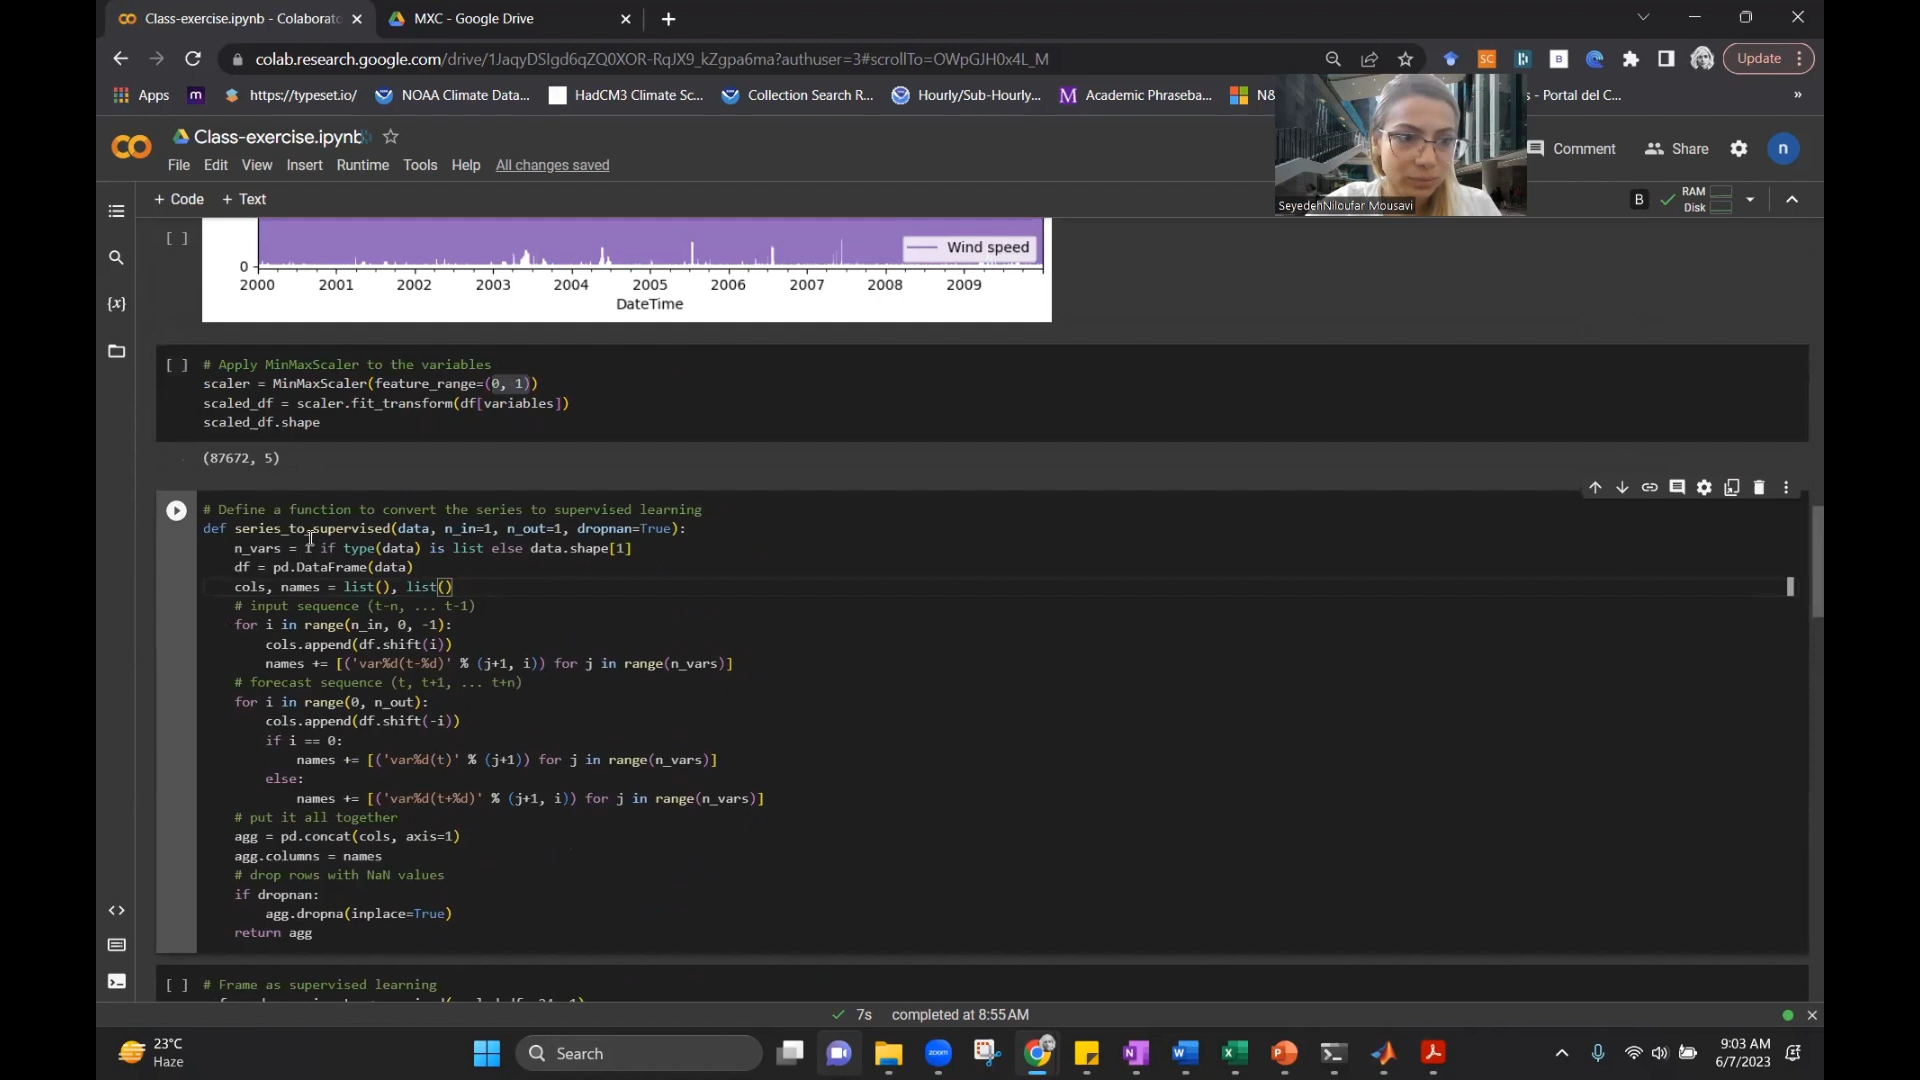 Class-exercise.ipynb - Colaborato
MXC - Google Drive
colab.research.google.com/drive/1JaqyDSIgd6qZQ0XOR-RqJX9_kZgpa6ma?authuser=3#scrollTo=OWpGJH0x4L_M
Update
Apps
https://typeset.io/
NOAA Climate Data...
HadCM3 Climate Sc...
Collection Search R...
Hourly/Sub-Hourly...
Academic Phraseba...
N&
s - Portal del C...
»
Class-exercise.ipynb
File Edit View Insert Runtime Tools Help All changes saved
Comment
Share
n
SeyedehNiloufar Mousavi
+ Code + Text
B
RAM
Disk
[ ]
Wind speed
0
2000 2001 2002 2003 2004 2005 2006 2007 2008 2009
DateTime
[ ] # Apply MinMaxScaler to the variables
scaler = MinMaxScaler(feature_range=(0, 1))
scaled_df = scaler.fit_transform(df[variables])
scaled_df.shape
(87672, 5)
# Define a function to convert the series to supervised learning
def series_to_supervised(data, n_in=1, n_out=1, dropnan=True):
n_vars = 1 if type(data) is list else data.shape[1]
df = pd.DataFrame(data)
cols, names = list(), list()
# input sequence (t-n, ... t-1)
for i in range(n_in, 0, -1):
cols.append(df.shift(i))
names += [('var%d(t-%d)' % (j+1, i)) for j in range(n_vars)]
# forecast sequence (t, t+1, ... t+n)
for i in range(0, n_out):
cols.append(df.shift(-i))
if i == 0:
names += [('var%d(t)' % (j+1)) for j in range(n_vars)]
else:
names += [('var%d(t+%d)' % (j+1, i)) for j in range(n_vars)]
# put it all together
agg = pd.concat(cols, axis=1)
agg.columns = names
# drop rows with NaN values
if dropnan:
agg.dropna(inplace=True)
return agg
[ ] # Frame as supervised learning
7s completed at 8:55 AM
23°C
Haze
Search
zoom
9:03 AM
6/7/2023